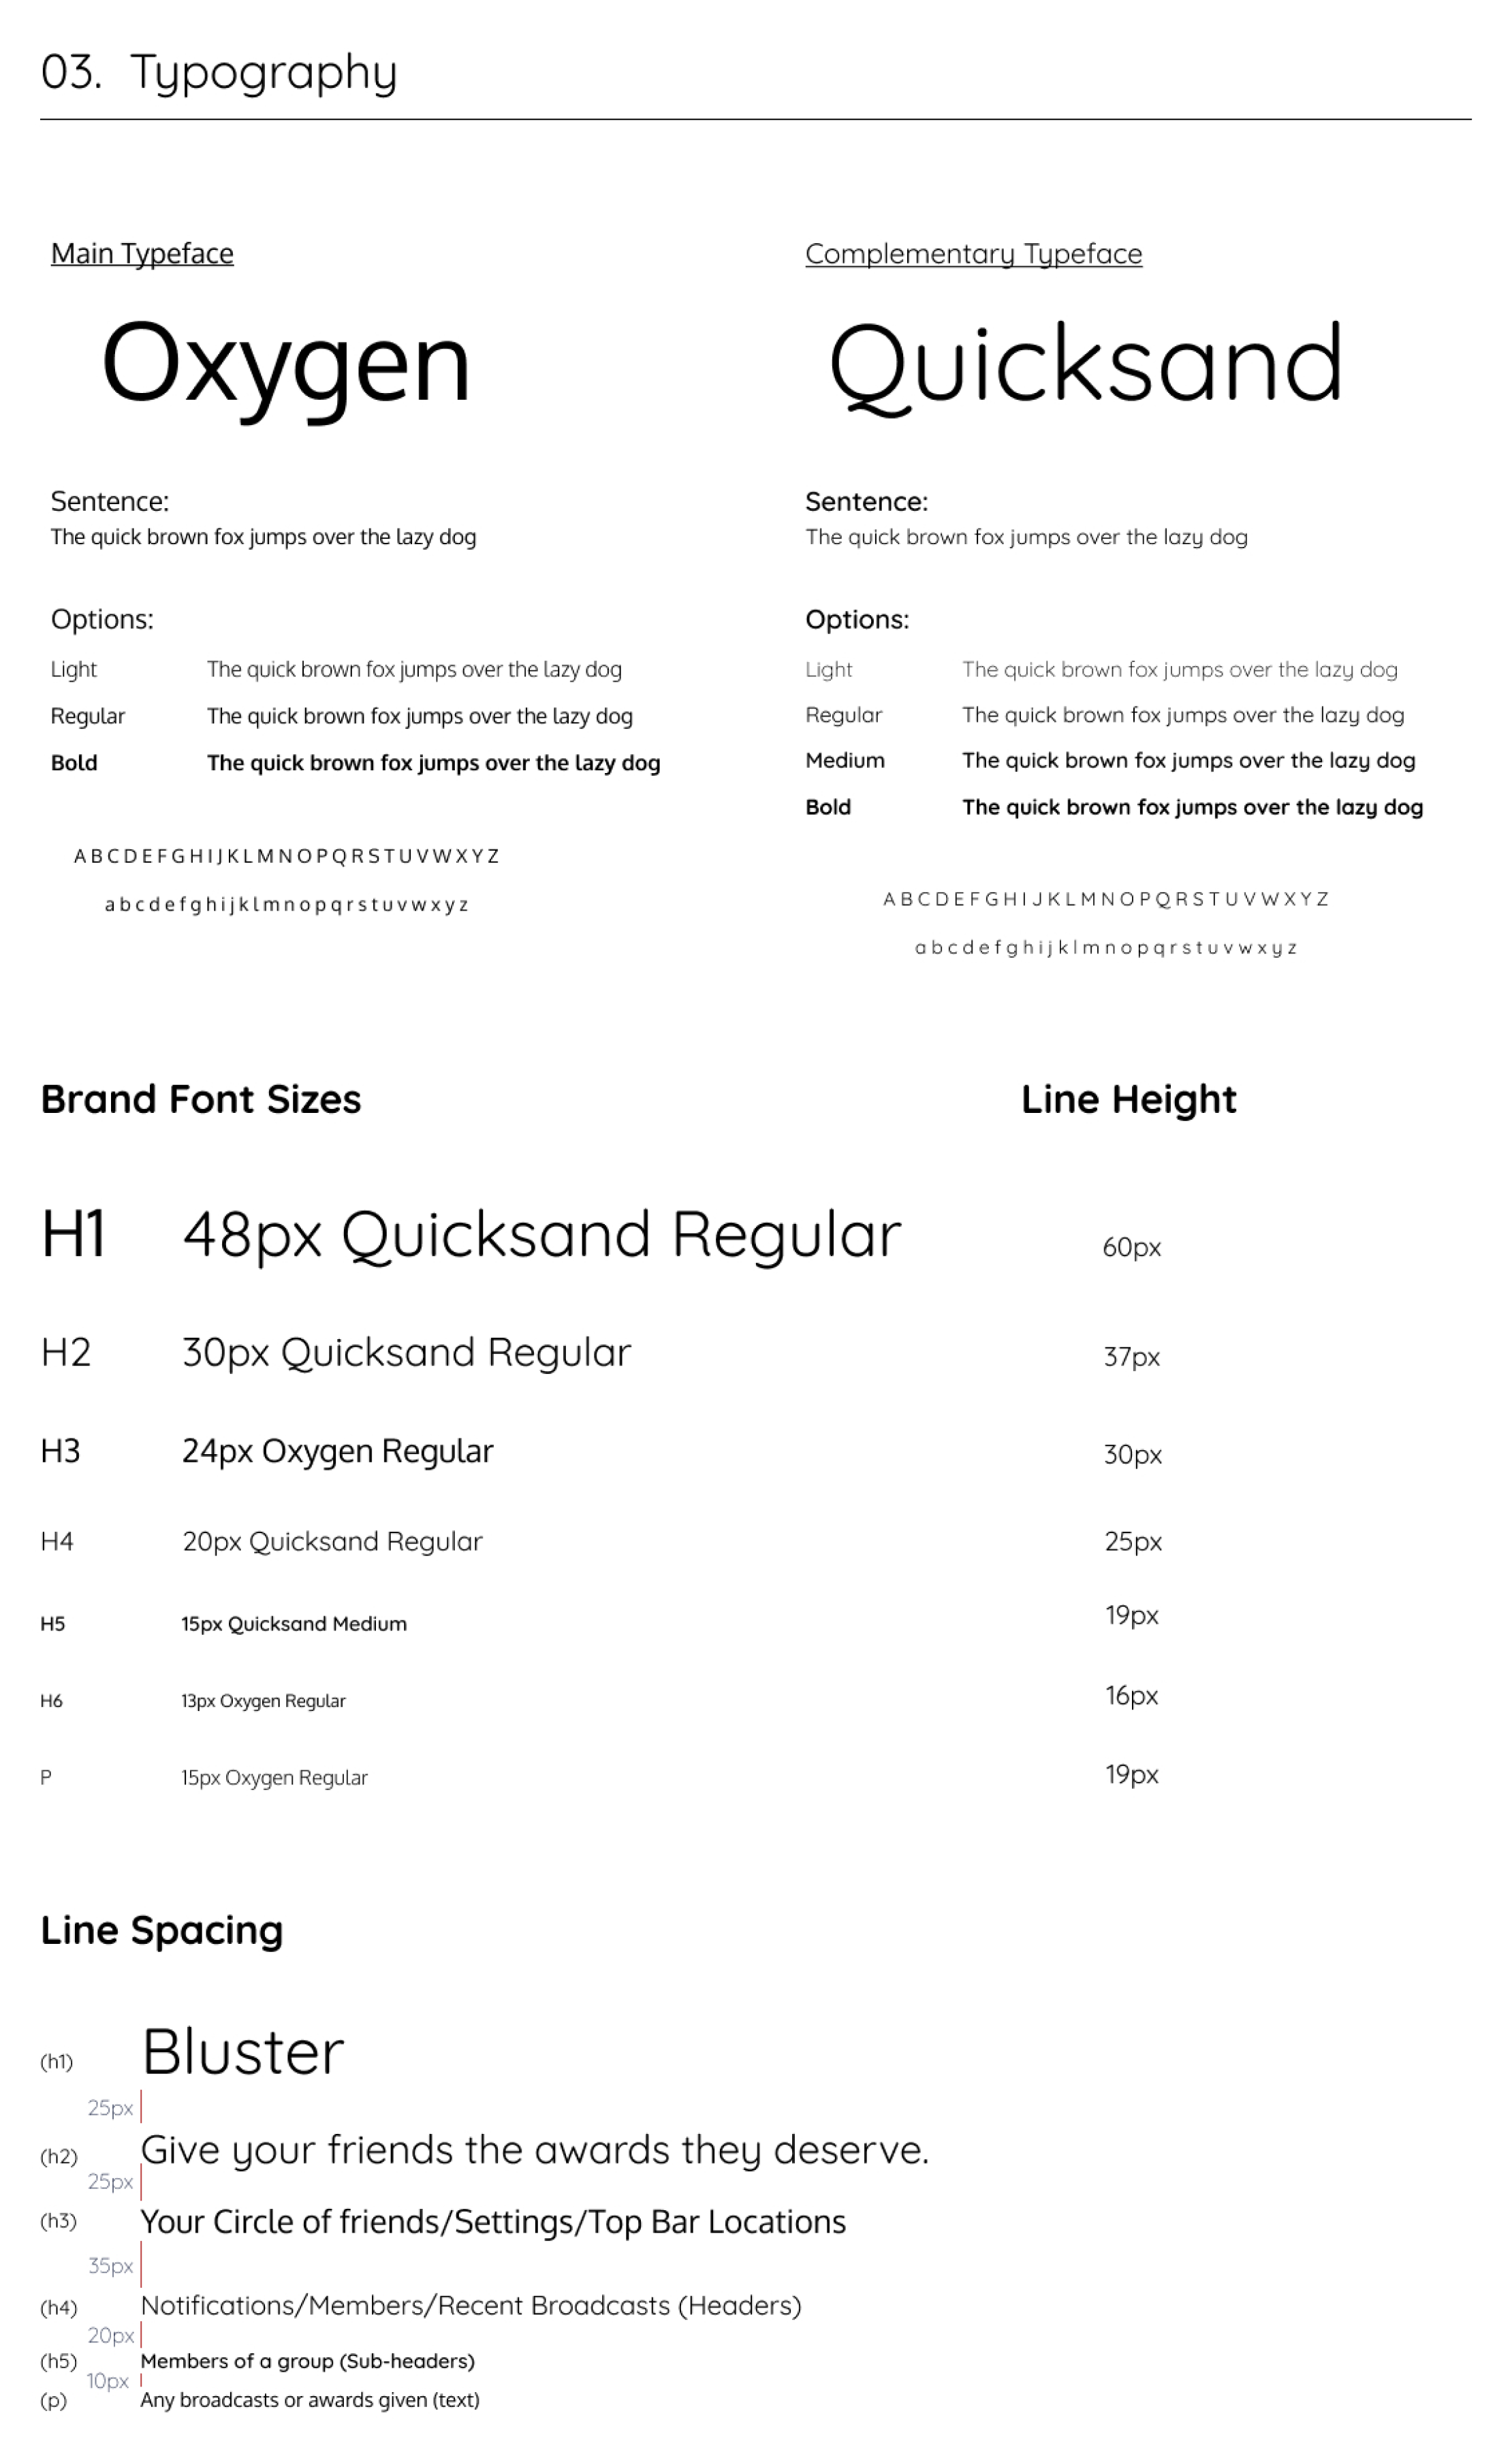 03. Typography
Main Typeface
Oxygen
Sentence:
The quick brown fox jumps over the lazy dog
Options:
Light The quick brown fox jumps over the lazy dog
Regular The quick brown fox jumps over the lazy dog
Bold The quick brown fox jumps over the lazy dog
A B C D E F G H I J K L M N O P Q R S T U V W X Y Z
a b c d e f g h i j k l m n o p q r s t u v w x y z
Complementary Typeface
Quicksand
Sentence:
The quick brown fox jumps over the lazy dog
Options:
Light The quick brown fox jumps over the lazy dog
Regular The quick brown fox jumps over the lazy dog
Medium The quick brown fox jumps over the lazy dog
Bold The quick brown fox jumps over the lazy dog
A B C D E F G H I J K L M N O P Q R S T U V W X Y Z
a b c d e f g h i j k l m n o p q r s t u v w x y z
Brand Font Sizes Line Height
H1 48px Quicksand Regular 60px
H2 30px Quicksand Regular 37px
H3 24px Oxygen Regular 30px
H4 20px Quicksand Regular 25px
H5 15px Quicksand Medium 19px
H6 13px Oxygen Regular 16px
P 15px Oxygen Regular 19px
Line Spacing
(h1) Bluster
25px
(h2) Give your friends the awards they deserve.
25px
(h3) Your Circle of friends/Settings/Top Bar Locations
35px
(h4) Notifications/Members/Recent Broadcasts (Headers)
20px
(h5) Members of a group (Sub-headers)
10px
(p) Any broadcasts or awards given (text)